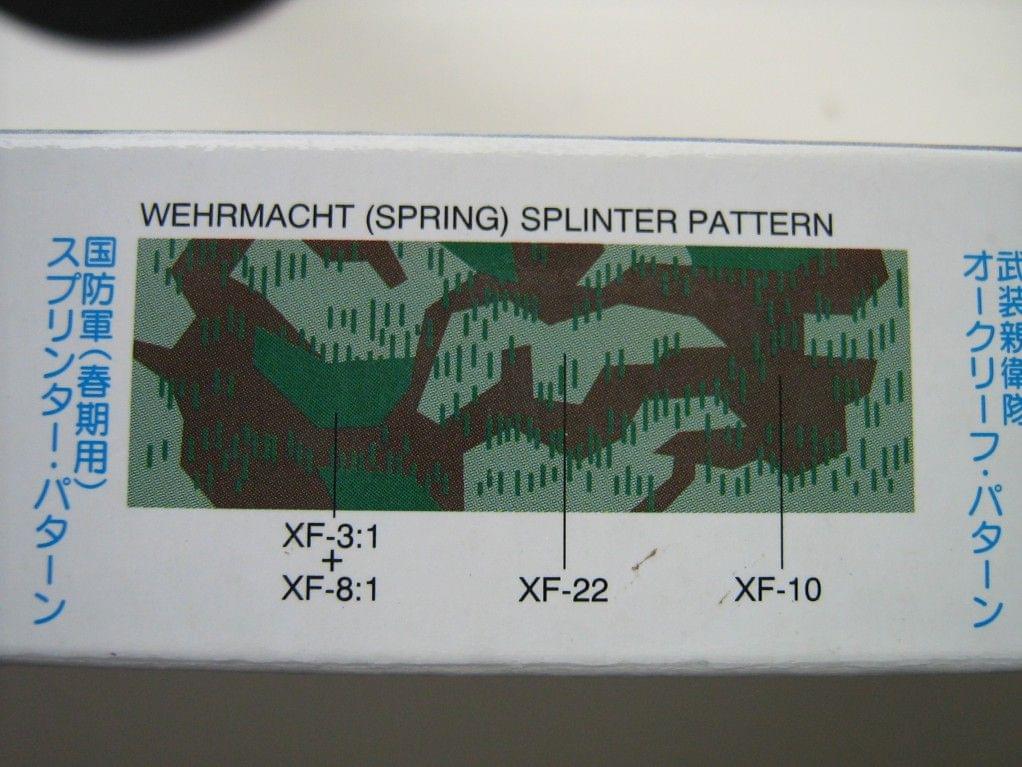 WEHRMACHT (SPRING) SPLINTER PATTERN
国防軍(春期用)
スプリンター・パターン
XF-3:1
+
XF-8:1
XF-22
XF-10
武装親衛隊
オークリーフ・パターン